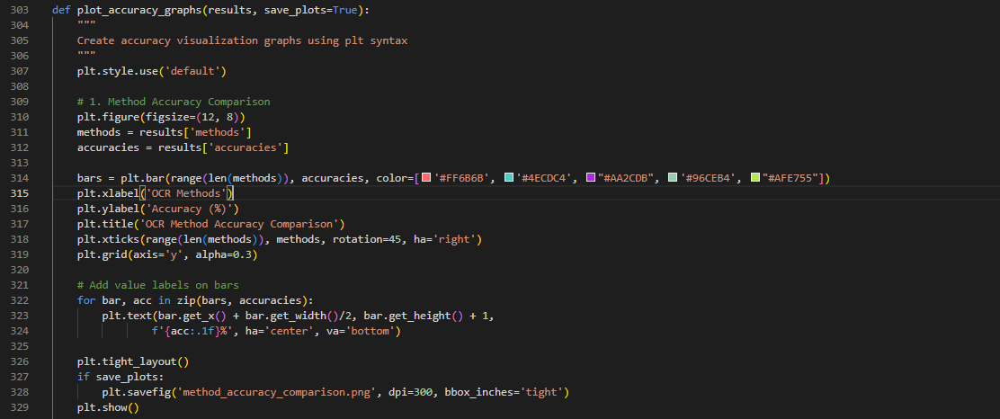 303 def plot_accuracy_graphs(results, save_plots=True):
304     """
305     Create accuracy visualization graphs using plt syntax
306     """
307     plt.style.use('default')
308
309     # 1. Method Accuracy Comparison
310     plt.figure(figsize=(12, 8))
311     methods = results['methods']
312     accuracies = results['accuracies']
313
314     bars = plt.bar(range(len(methods)), accuracies, color=['#FF6B6B', '#4ECDC4', "#AA2CDB", '#96CEB4', "#AFE755"])
315     plt.xlabel('OCR Methods')
316     plt.ylabel('Accuracy (%)')
317     plt.title('OCR Method Accuracy Comparison')
318     plt.xticks(range(len(methods)), methods, rotation=45, ha='right')
319     plt.grid(axis='y', alpha=0.3)
320
321     # Add value labels on bars
322     for bar, acc in zip(bars, accuracies):
323         plt.text(bar.get_x() + bar.get_width()/2, bar.get_height() + 1,
324                 f'{acc:.1f}%', ha='center', va='bottom')
325
326     plt.tight_layout()
327     if save_plots:
328         plt.savefig('method_accuracy_comparison.png', dpi=300, bbox_inches='tight')
329     plt.show()